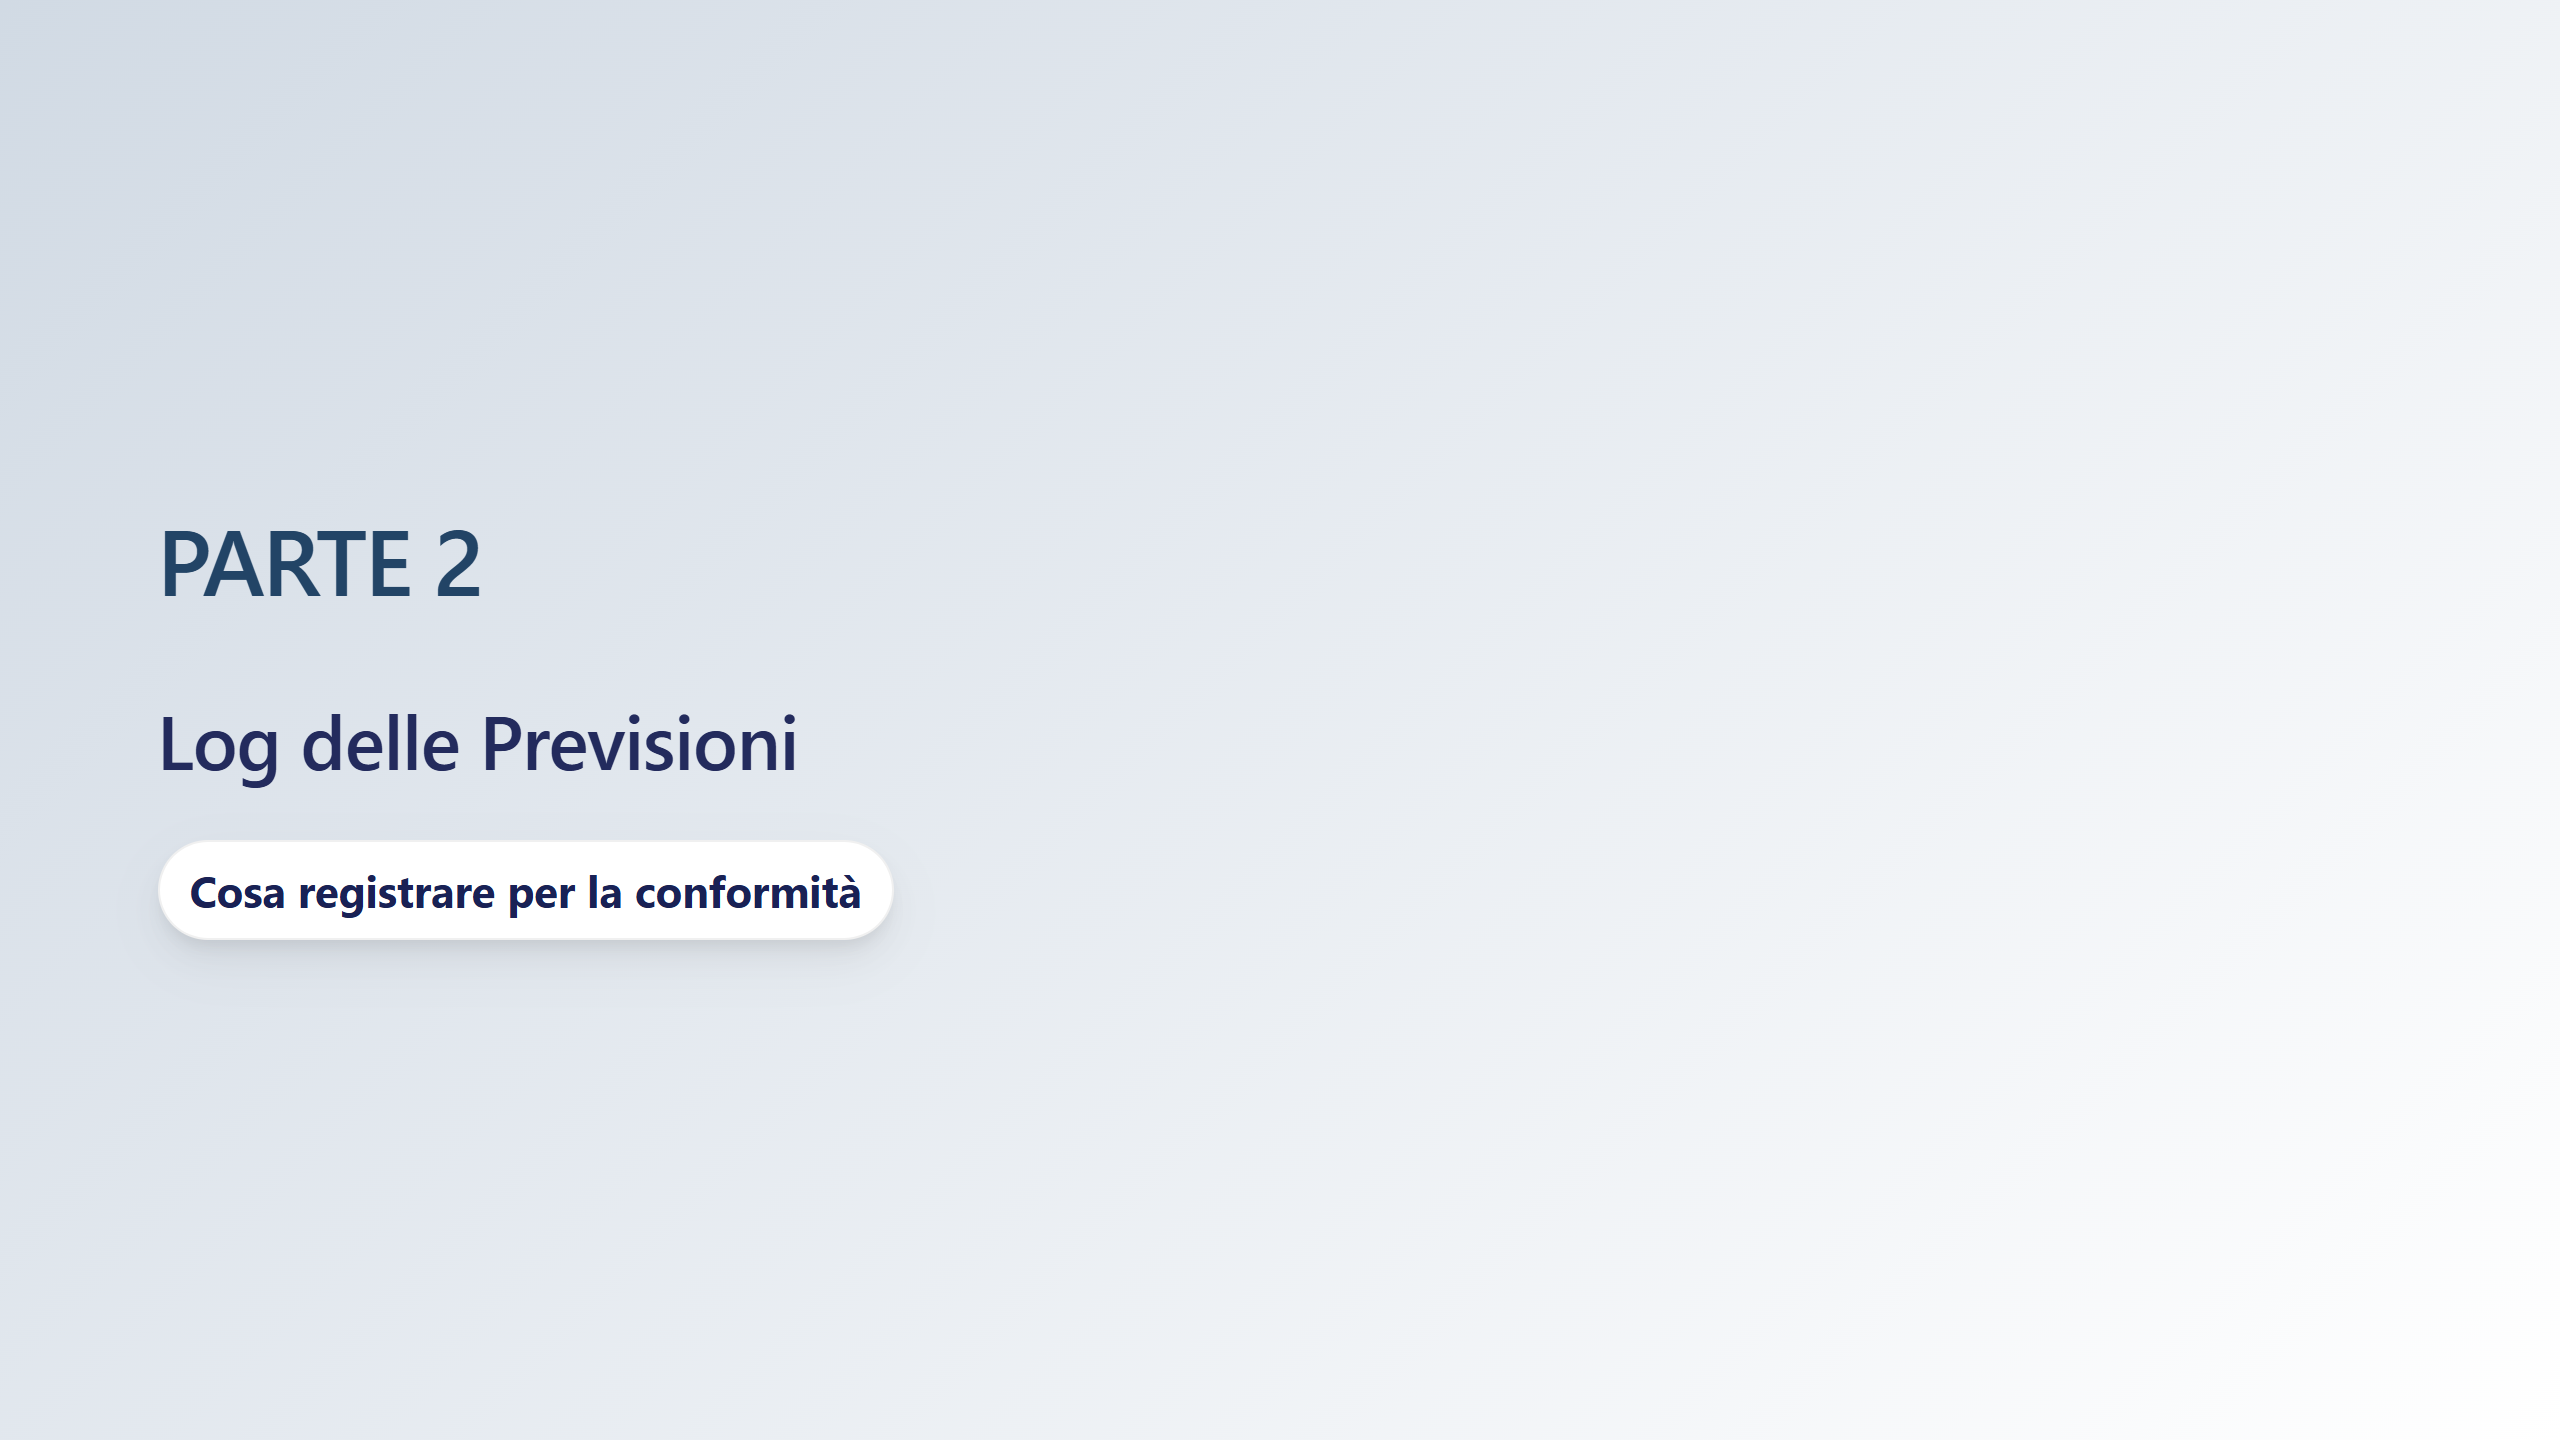 PARTE 2
Log delle Previsioni
Cosa registrare per la conformità